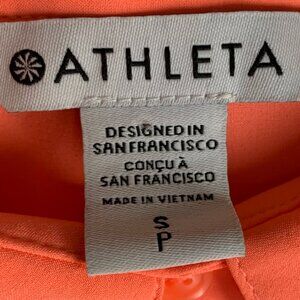 ATHLETA
DESIGNED IN
SAN FRANCISCO
CONÇU À
SAN FRANCISCO
MADE IN VIETNAM
S
P